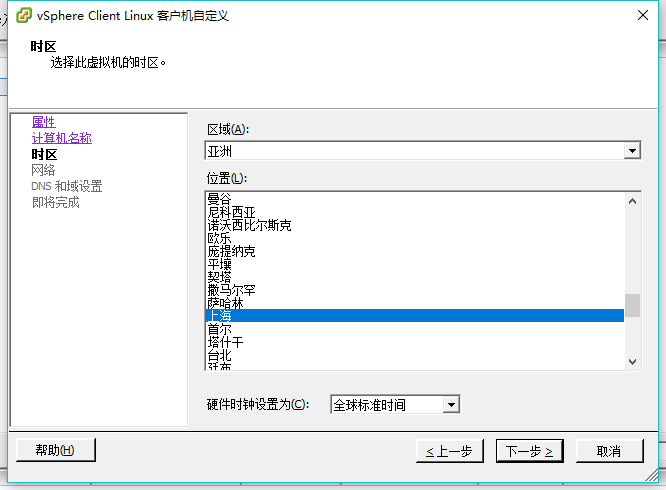 vSphere Client Linux 客户机自定义
时区
选择此虚拟机的时区。
属性
计算机名称
时区
网络
DNS 和域设置
即将完成
区域(A):
亚洲
位置(L):
曼谷
尼科西亚
诺沃西比尔斯克
欧乐
庞提纳克
平壤
契塔
撒马尔罕
萨哈林
上海
首尔
塔什干
台北
硬件时钟设置为(C):
全球标准时间
帮助(H)
< 上一步
下一步 >
取消